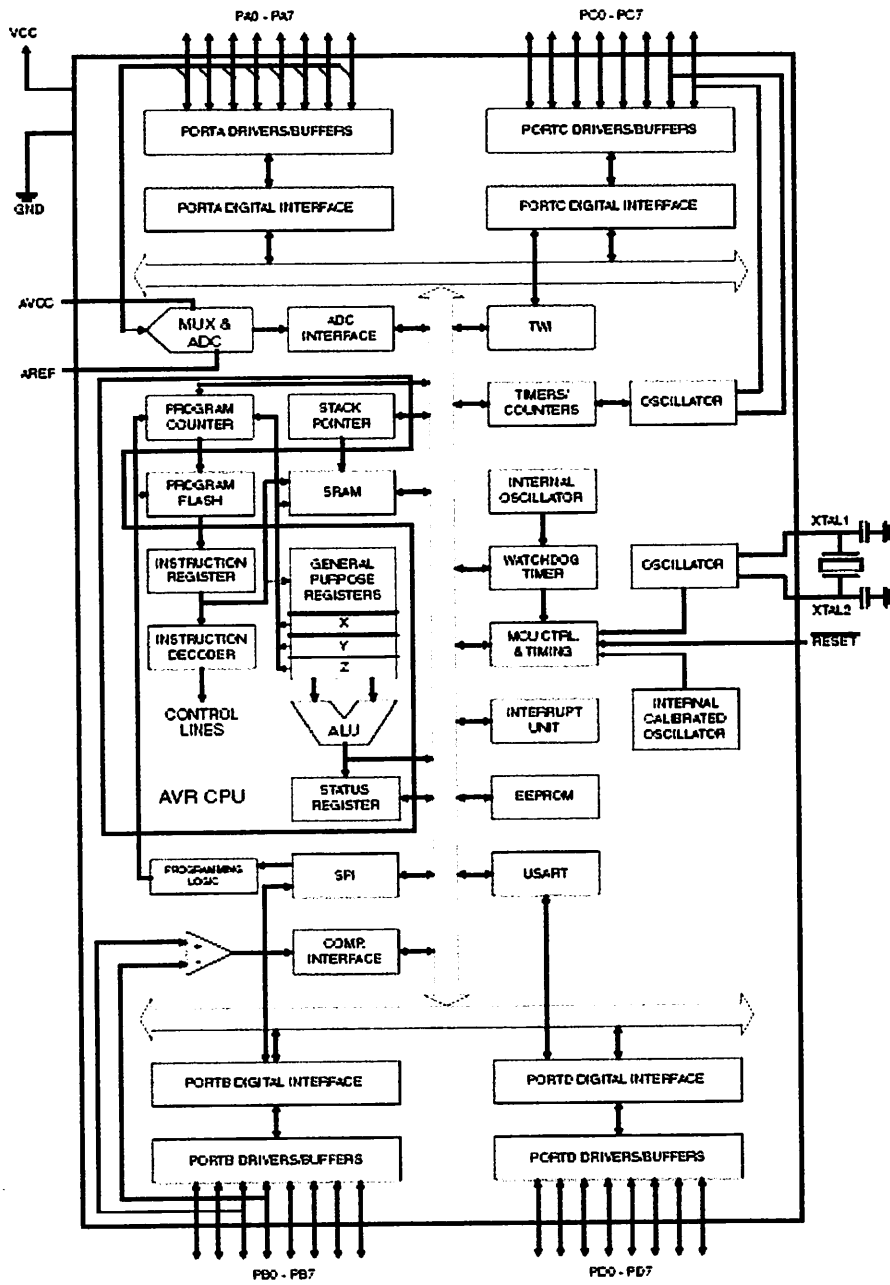 PA0 - PA7
PC0 - PC7
VCC
PORTA DRIVERS/BUFFERS
PORTC DRIVERS/BUFFERS
GND
PORTA DIGITAL INTERFACE
PORTC DIGITAL INTERFACE
AVCC
MUX &
ADC
ADC
INTERFACE
TWI
AREF
PROGRAM
COUNTER
STACK
POINTER
TIMERS/
COUNTERS
OSCILLATOR
PROGRAM
FLASH
SRAM
INTERNAL
OSCILLATOR
XTAL1
INSTRUCTION
REGISTER
GENERAL
PURPOSE
REGISTERS
WATCHDOG
TIMER
OSCILLATOR
XTAL2
X
INSTRUCTION
DECODER
Y
Z
MCU CTRL.
& TIMING
RESET
CONTROL
LINES
ALU
INTERRUPT
UNIT
INTERNAL
CALIBRATED
OSCILLATOR
AVR CPU
STATUS
REGISTER
EEPROM
PROGRAMMING
LOGIC
SPI
USART
+
-
COMP.
INTERFACE
PORTB DIGITAL INTERFACE
PORTD DIGITAL INTERFACE
PORTB DRIVERS/BUFFERS
PORTD DRIVERS/BUFFERS
PB0 - PB7
PD0 - PD7